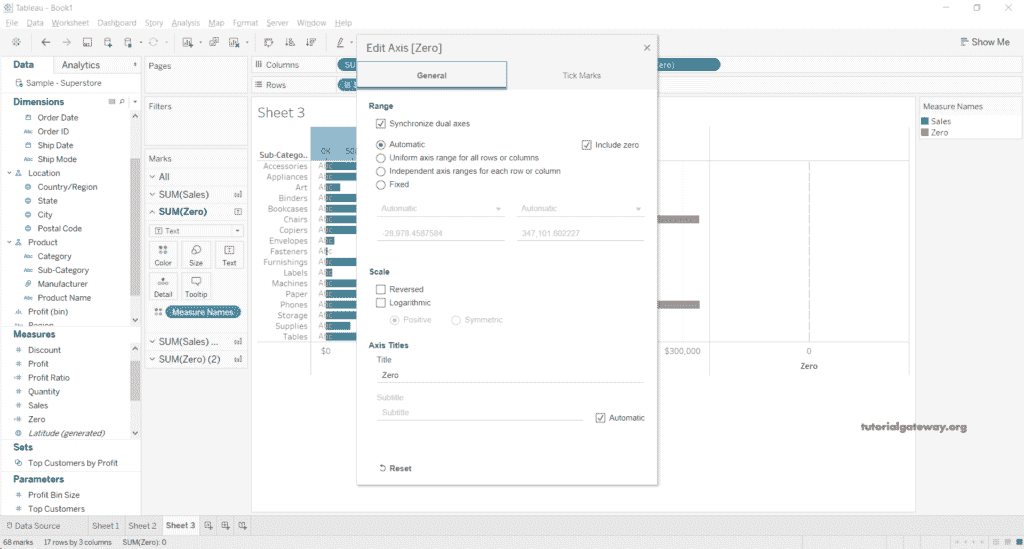 Tableau - Book1
File Data Worksheet Dashboard Story Analysis Map Format Server Window Help
Show Me
Data Analytics
Sample - Superstore
Dimensions
Order Date
Abc Order ID
Ship Date
Abc Ship Mode
Location
Country/Region
State
City
Postal Code
Product
Abc Category
Abc Sub-Category
Manufacturer
Abc Product Name
Profit (bin)
Region
Measures
# Discount
# Profit
Profit Ratio
# Quantity
# Sales
Zero
Latitude (generated)
Sets
Top Customers by Profit
Parameters
# Profit Bin Size
# Top Customers
Pages
Filters
Marks
All
SUM(Sales)
SUM(Zero)
Text
Color Size Text
Detail Tooltip
Measure Names
SUM(Sales) ...
SUM(Zero) (2)
Columns
Rows
Sheet 3
0K
Sub-Catego..
Accessories
Appliances
Art
Binders
Bookcases
Chairs
Copiers
Envelopes
Fasteners
Furnishings
Labels
Machines
Paper
Phones
Storage
Supplies
Tables
$0
$300,000
0
Zero
Edit Axis [Zero]
General Tick Marks
Range
Synchronize dual axes
Automatic Include zero
Uniform axis range for all rows or columns
Independent axis ranges for each row or column
Fixed
Automatic Automatic
-28,978.4587584 347,101.602227
Scale
Reversed
Logarithmic
Positive Symmetric
Axis Titles
Title
Zero
Subtitle
Subtitle
Automatic
Reset
Measure Names
Sales
Zero
tutorialgateway.org
Data Source Sheet 1 Sheet 2 Sheet 3
68 marks 17 rows by 3 columns SUM(Zero): 0